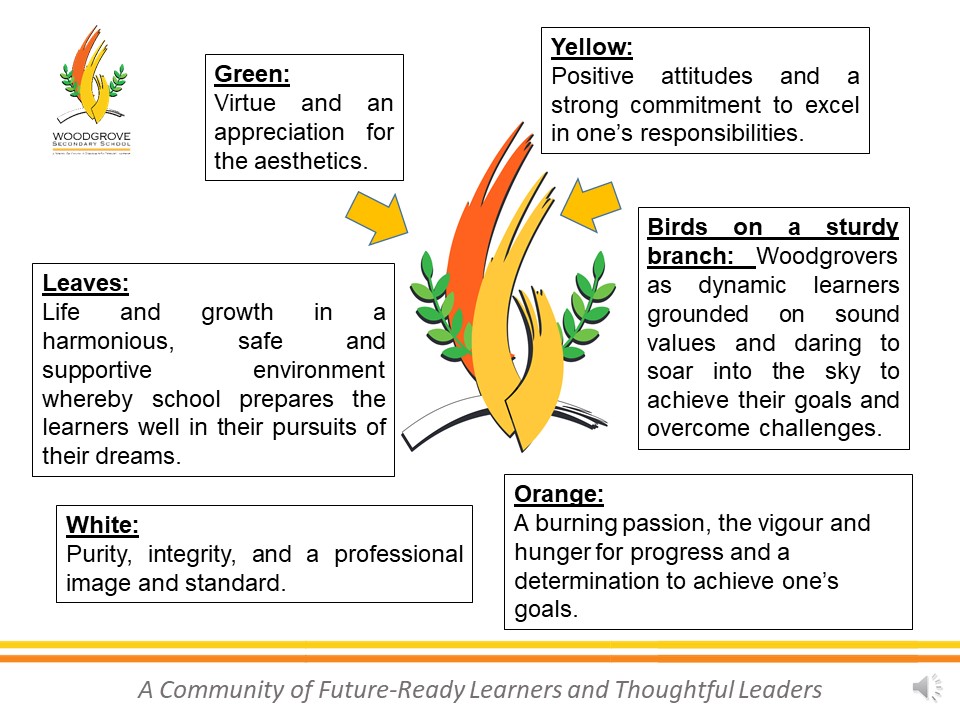 WOODGROVE
SECONDARY SCHOOL
Green:
Virtue and an
appreciation for
the aesthetics.
Yellow:
Positive attitudes and a
strong commitment to excel
in one’s responsibilities.
Birds on a sturdy
branch: Woodgrovers
as dynamic learners
grounded on sound
values and daring to
soar into the sky to
achieve their goals and
overcome challenges.
Leaves:
Life and growth in a
harmonious, safe and
supportive environment
whereby school prepares the
learners well in their pursuits of
their dreams.
White:
Purity, integrity, and a professional
image and standard.
Orange:
A burning passion, the vigour and
hunger for progress and a
determination to achieve one’s
goals.
A Community of Future-Ready Learners and Thoughtful Leaders